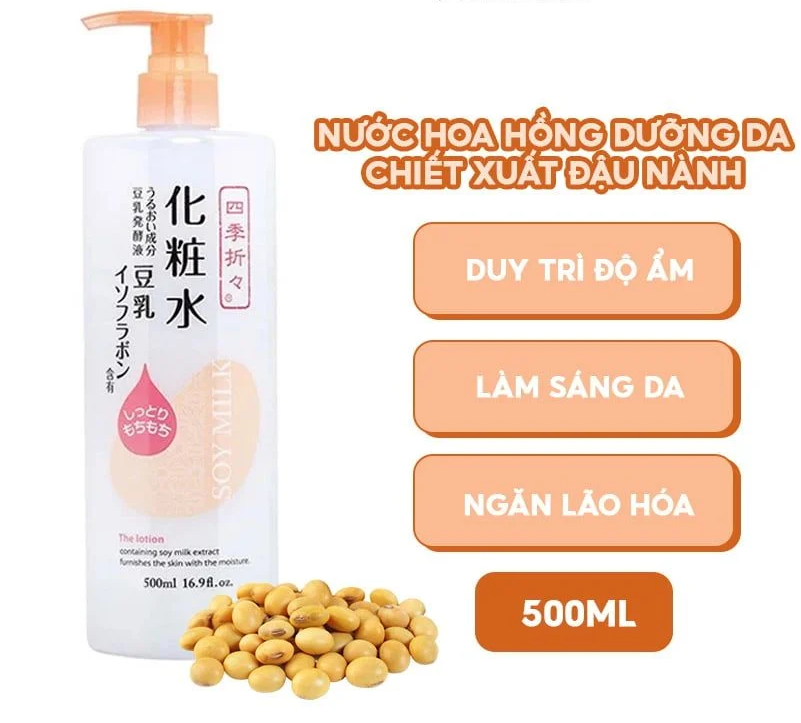 四季折々®
化粧水
うるおい成分
豆乳発酵液
豆乳
イソフラボン
含有
しっとり
もちもち
SOY MILK
The lotion
containing soy milk extract
furnishes the skin with the moisture.
500ml 16.9fl.oz.
NƯỚC HOA HỒNG DƯỠNG DA
CHIẾT XUẤT ĐẬU NÀNH
DUY TRÌ ĐỘ ẨM
LÀM SÁNG DA
NGĂN LÃO HÓA
500ML